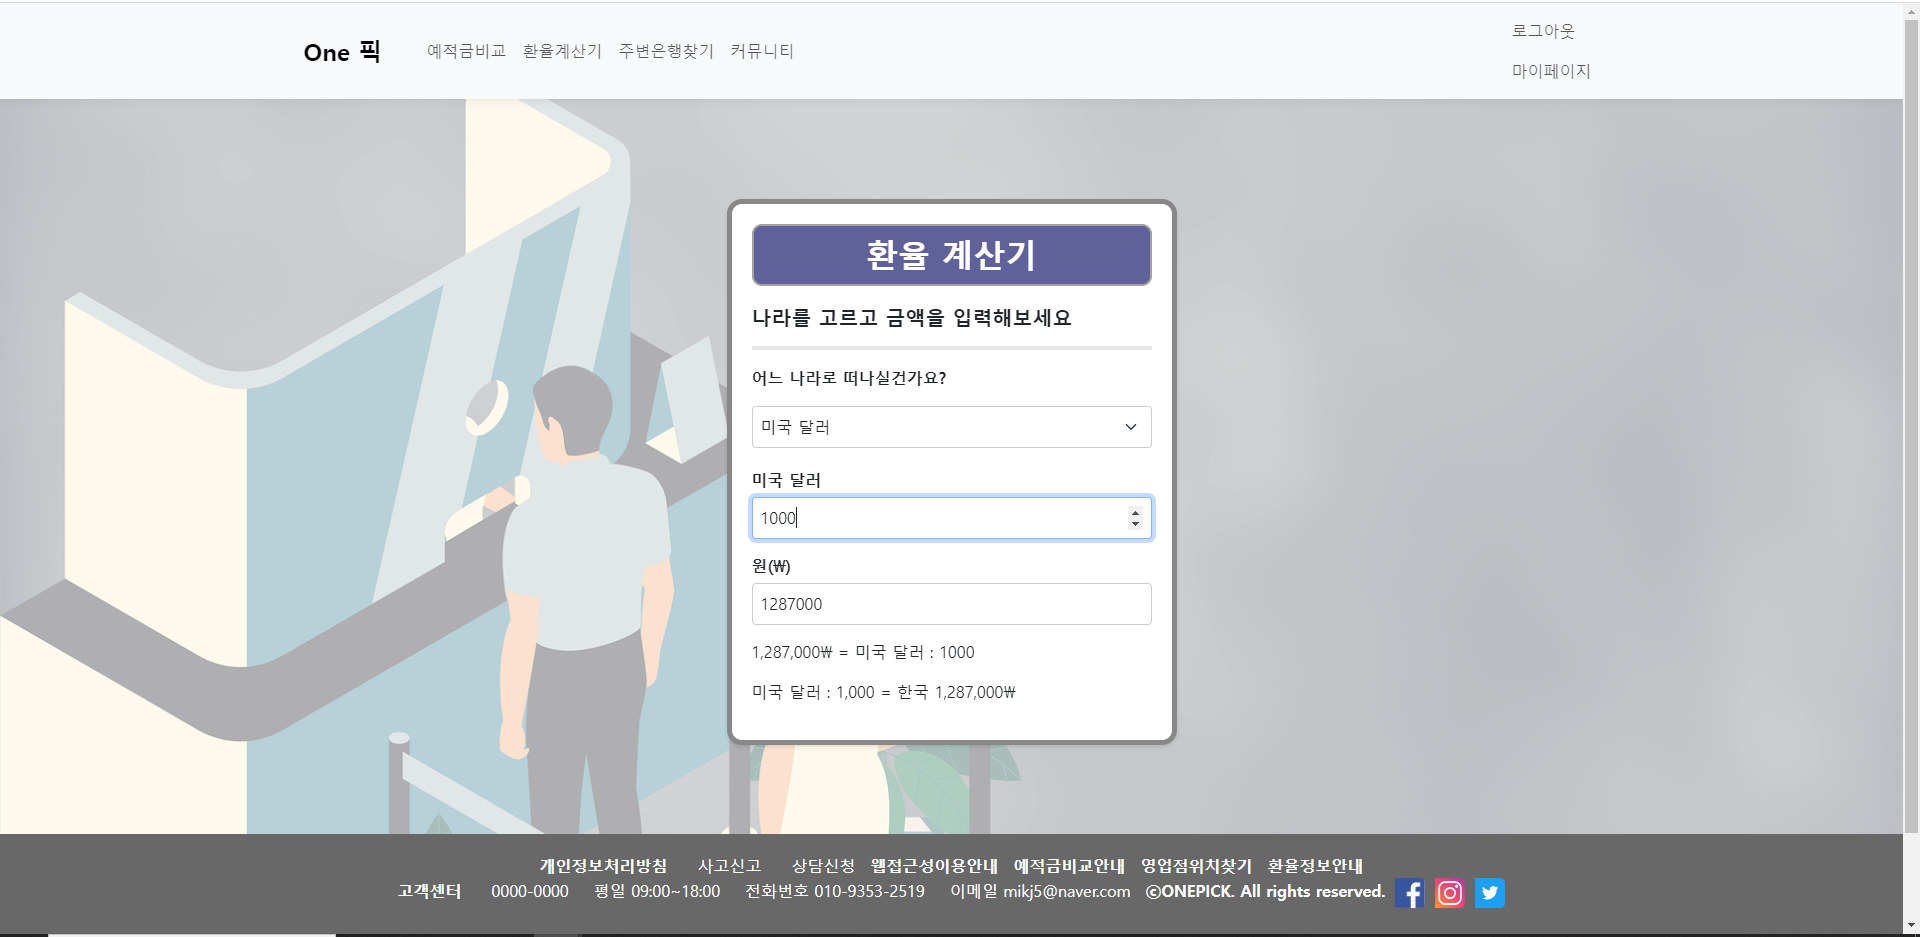 One 픽 예적금비교 환율계산기 주변은행찾기 커뮤니티
로그아웃
마이페이지
환율 계산기
나라를 고르고 금액을 입력해보세요
어느 나라로 떠나실건가요?
미국 달러
미국 달러
1000
원(₩)
1287000
1,287,000₩ = 미국 달러 : 1000
미국 달러 : 1,000 = 한국 1,287,000₩
개인정보처리방침 사고신고 상담신청 웹접근성이용안내 예적금비교안내 영업점위치찾기 환율정보안내
고객센터 0000-0000 평일 09:00~18:00 전화번호 010-9353-2519 이메일 mikj5@naver.com ⓒONEPICK. All rights reserved.